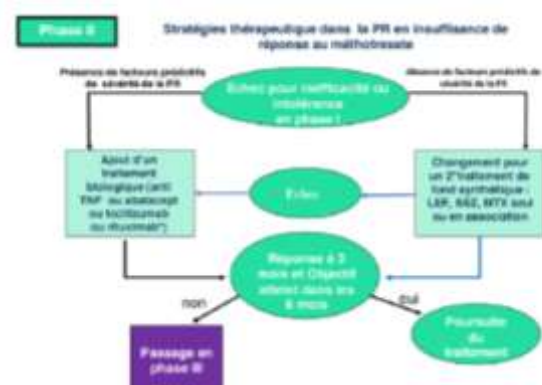 Phase II
Stratégies thérapeutique dans la PR en insuffisance de
réponse au méthotrexate
Présence de facteurs prédictifs
de sévérité de la PR
Absence de facteurs prédictifs de
sévérité de la PR
Echec pour inefficacité ou
intolérance
en phase I
Ajout d'un
traitement
biologique (anti
TNF ou abatacept
ou tocilizumab
ou rituximab*)
Echec
Changement pour
un 2° traitement de
fond synthétique :
LEF, SSZ, MTX seul
ou en association
Réponse à 3
mois et Objectif
atteint dans les
6 mois
non
oui
Passage en
phase III
Poursuite
du
traitement